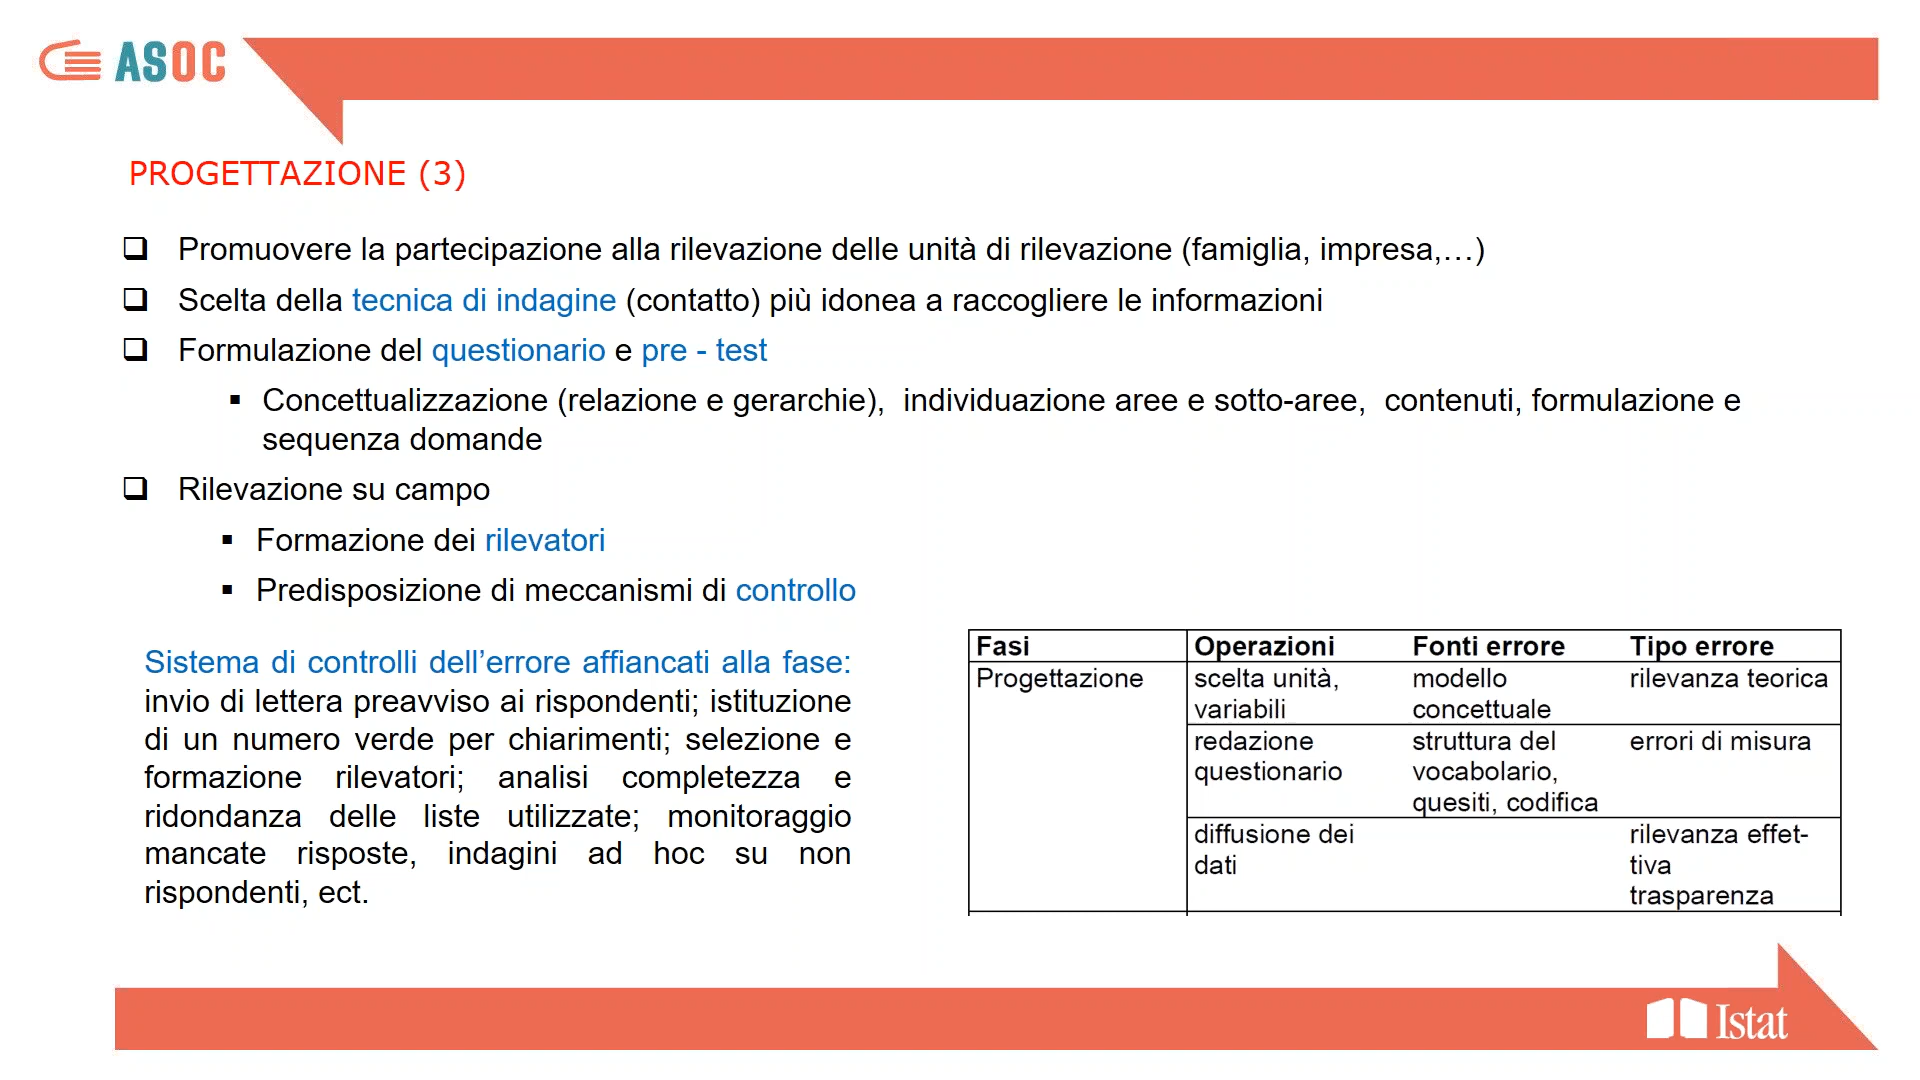 ASOC
PROGETTAZIONE (3)
❑ Promuovere la partecipazione alla rilevazione delle unità di rilevazione (famiglia, impresa,…)
❑ Scelta della tecnica di indagine (contatto) più idonea a raccogliere le informazioni
❑ Formulazione del questionario e pre - test
▪ Concettualizzazione (relazione e gerarchie), individuazione aree e sotto-aree, contenuti, formulazione e
sequenza domande
❑ Rilevazione su campo
▪ Formazione dei rilevatori
▪ Predisposizione di meccanismi di controllo
Sistema di controlli dell’errore affiancati alla fase:
invio di lettera preavviso ai rispondenti; istituzione
di un numero verde per chiarimenti; selezione e
formazione rilevatori; analisi completezza e
ridondanza delle liste utilizzate; monitoraggio
mancate risposte, indagini ad hoc su non
rispondenti, ect.
Fasi Operazioni Fonti errore Tipo errore
Progettazione scelta unità, modello rilevanza teorica
variabili concettuale
redazione struttura del errori di misura
questionario vocabolario,
quesiti, codifica
diffusione dei rilevanza effet-
dati tiva
trasparenza
Istat